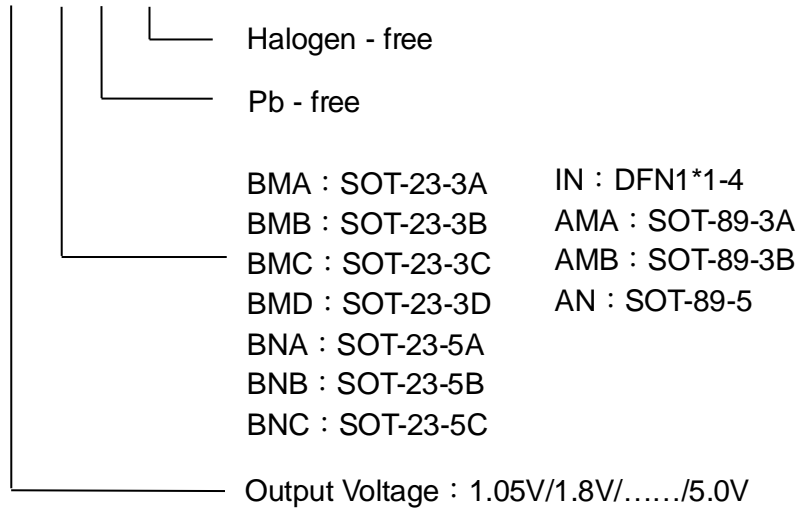 Halogen - free
Pb - free
BMA：SOT-23-3A
BMB：SOT-23-3B
BMC：SOT-23-3C
BMD：SOT-23-3D
BNA：SOT-23-5A
BNB：SOT-23-5B
BNC：SOT-23-5C
IN：DFN1*1-4
AMA：SOT-89-3A
AMB：SOT-89-3B
AN：SOT-89-5
Output Voltage：1.05V/1.8V/……/5.0V